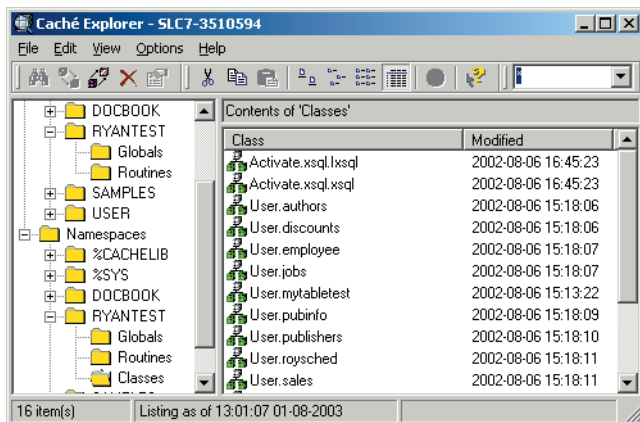 Caché Explorer - SLC7-3510594
File Edit View Options Help
*
DOCBOOK
RYANTEST
Globals
Routines
SAMPLES
USER
Namespaces
%CACHELIB
%SYS
DOCBOOK
RYANTEST
Globals
Routines
Classes
Contents of 'Classes'
Class Modified
Activate.xsql.lxsql 2002-08-06 16:45:23
Activate.xsql.xsql 2002-08-06 16:45:23
User.authors 2002-08-06 15:18:06
User.discounts 2002-08-06 15:18:06
User.employee 2002-08-06 15:18:07
User.jobs 2002-08-06 15:18:07
User.mytabletest 2002-08-06 15:13:22
User.pubinfo 2002-08-06 15:18:09
User.publishers 2002-08-06 15:18:10
User.roysched 2002-08-06 15:18:11
User.sales 2002-08-06 15:18:11
16 item(s) Listing as of 13:01:07 01-08-2003